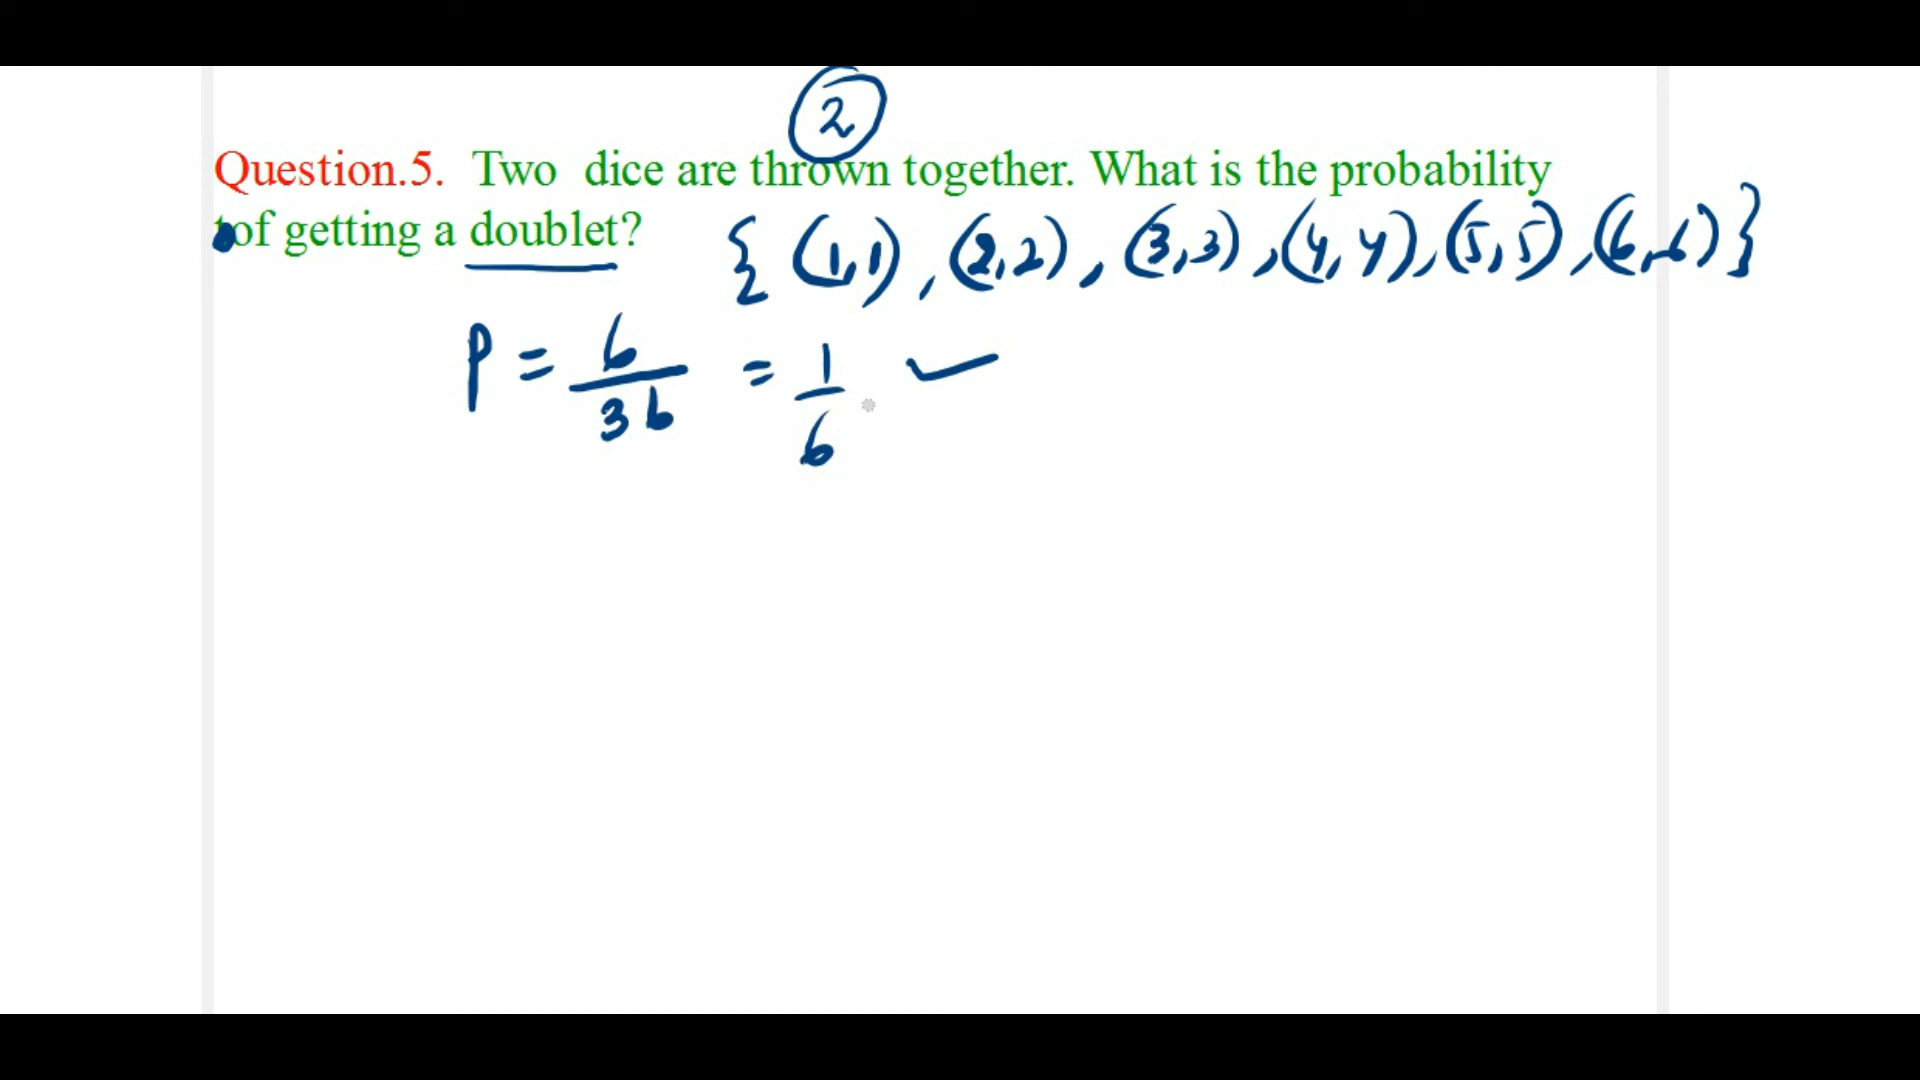 2
Question.5. Two dice are thrown together. What is the probability
tof getting a doublet? { (1,1) , (2,2) , (3,3) , (4,4) , (5,5) , (6,6) }
P = 6/36 = 1/6